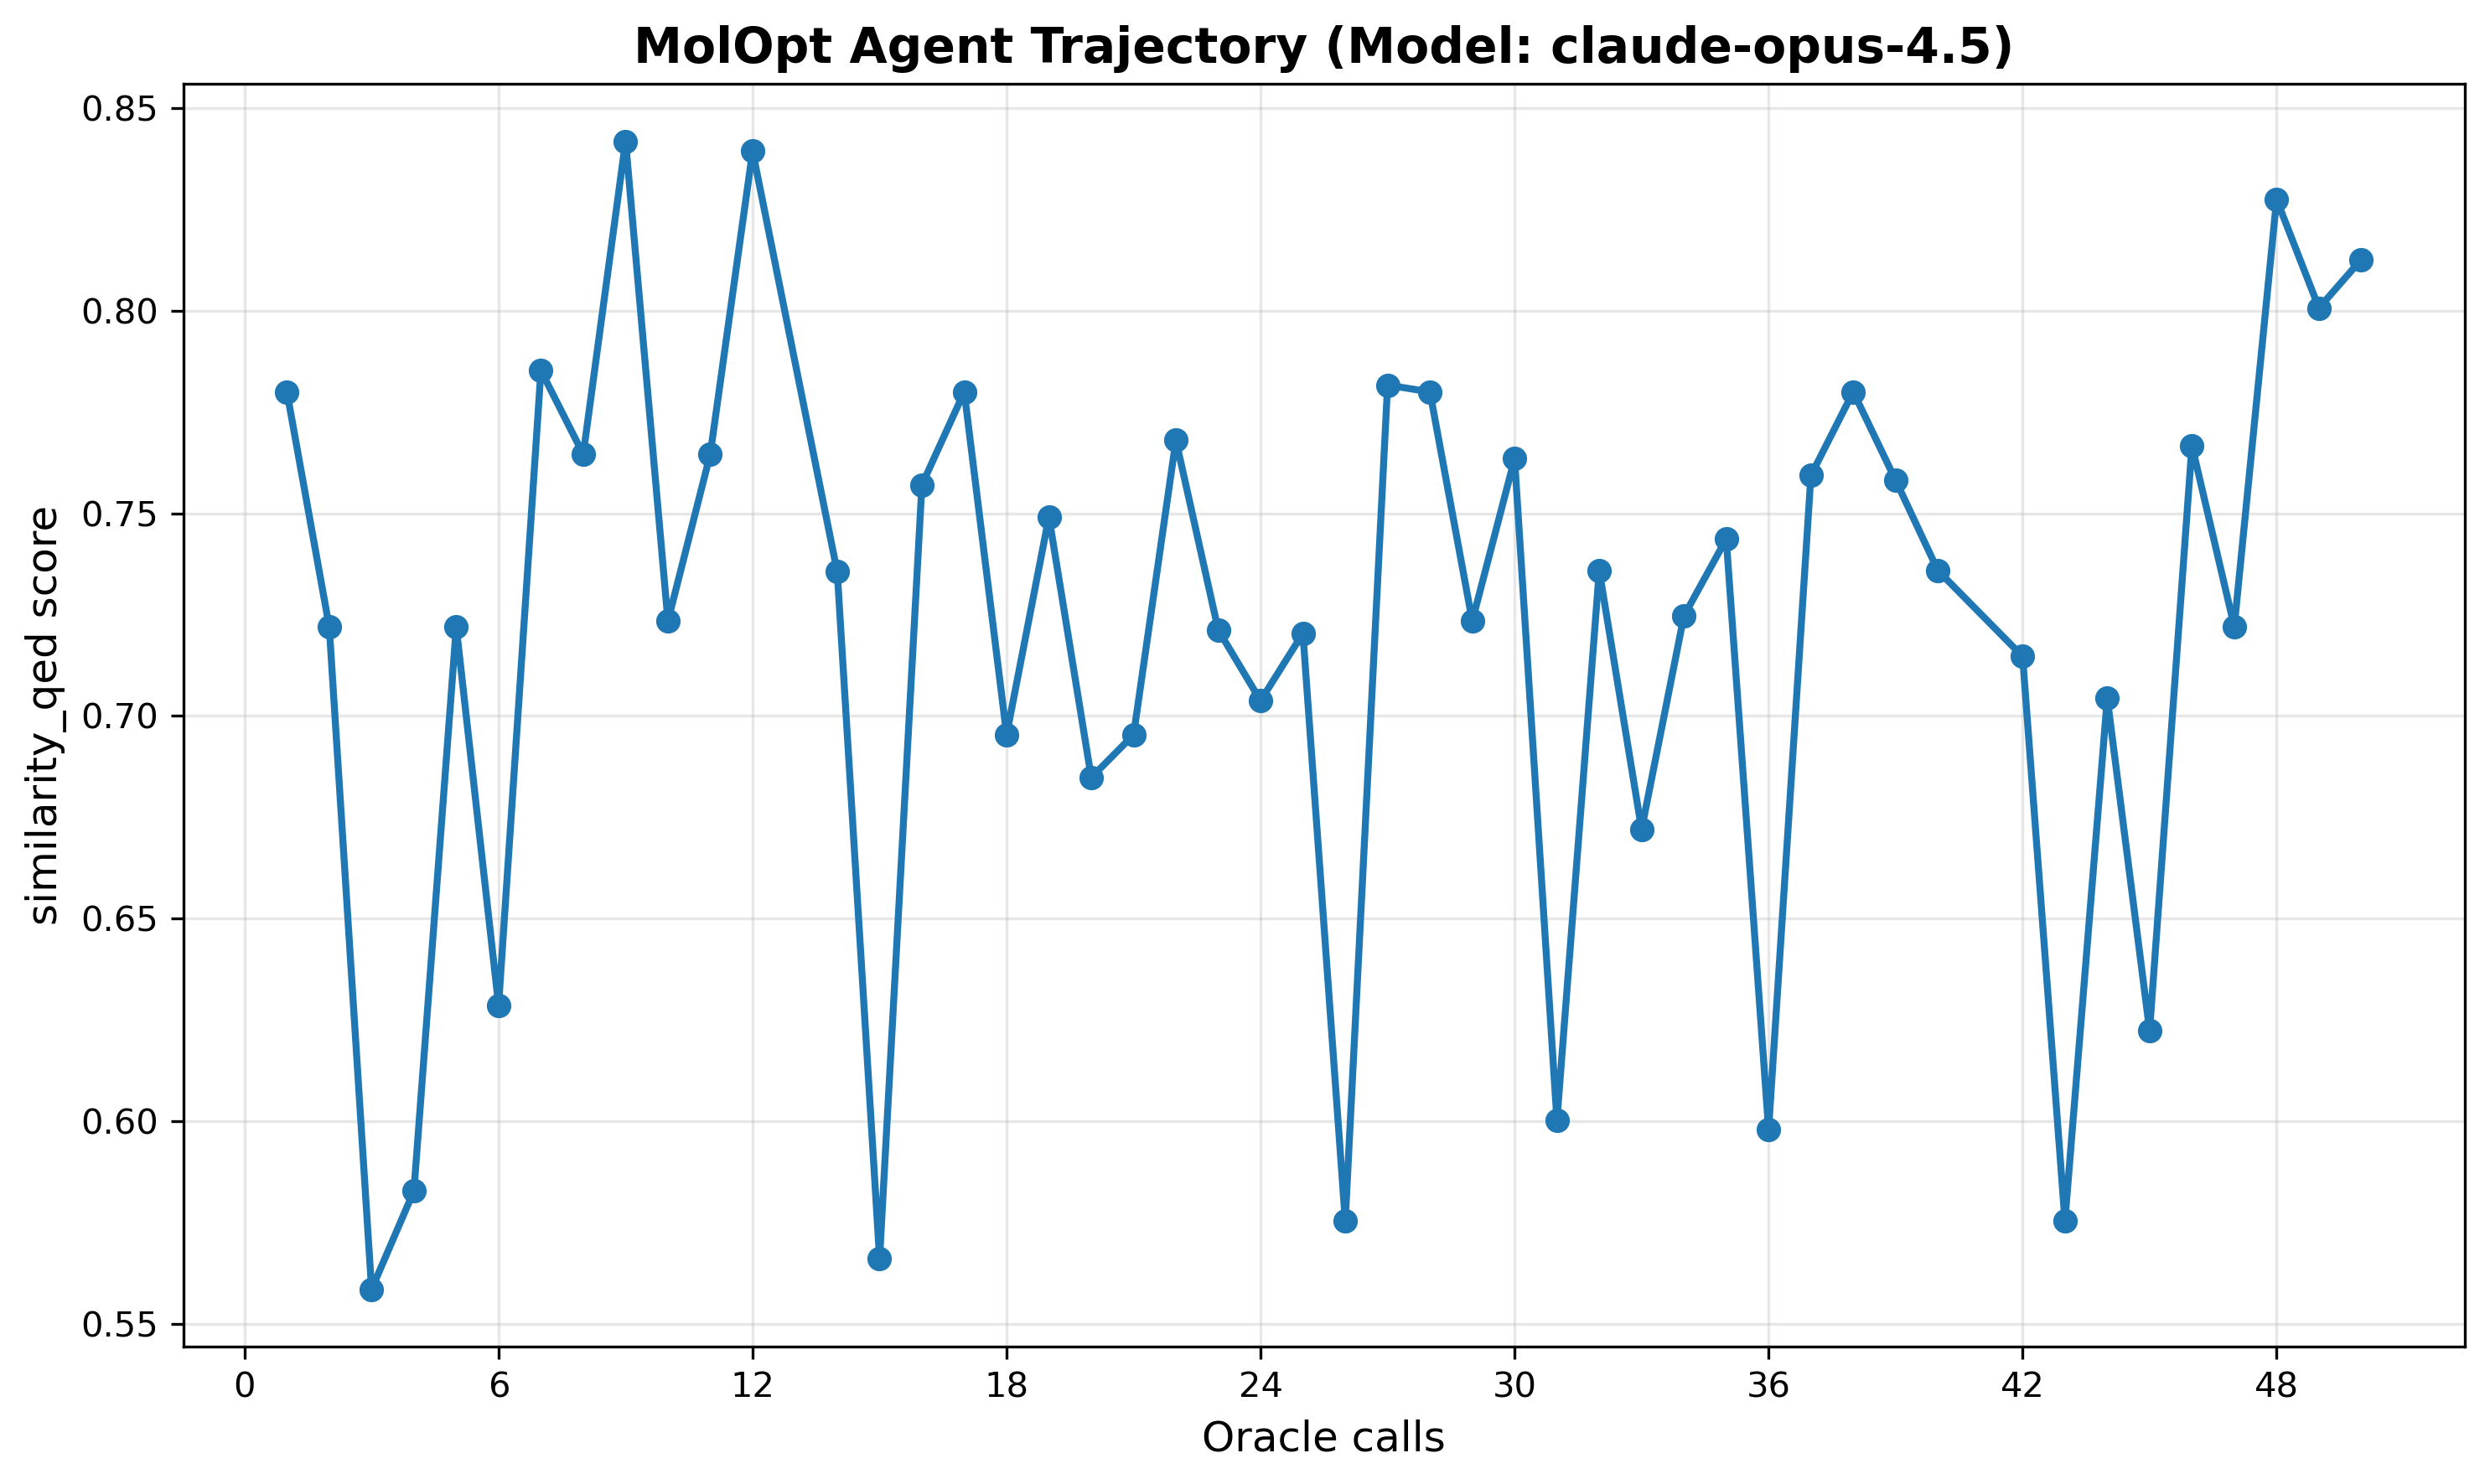 MolOpt Agent Trajectory (Model: claude-opus-4.5)
similarity_qed score
0.85
0.80
0.75
0.70
0.65
0.60
0.55
0 6 12 18 24 30 36 42 48
Oracle calls